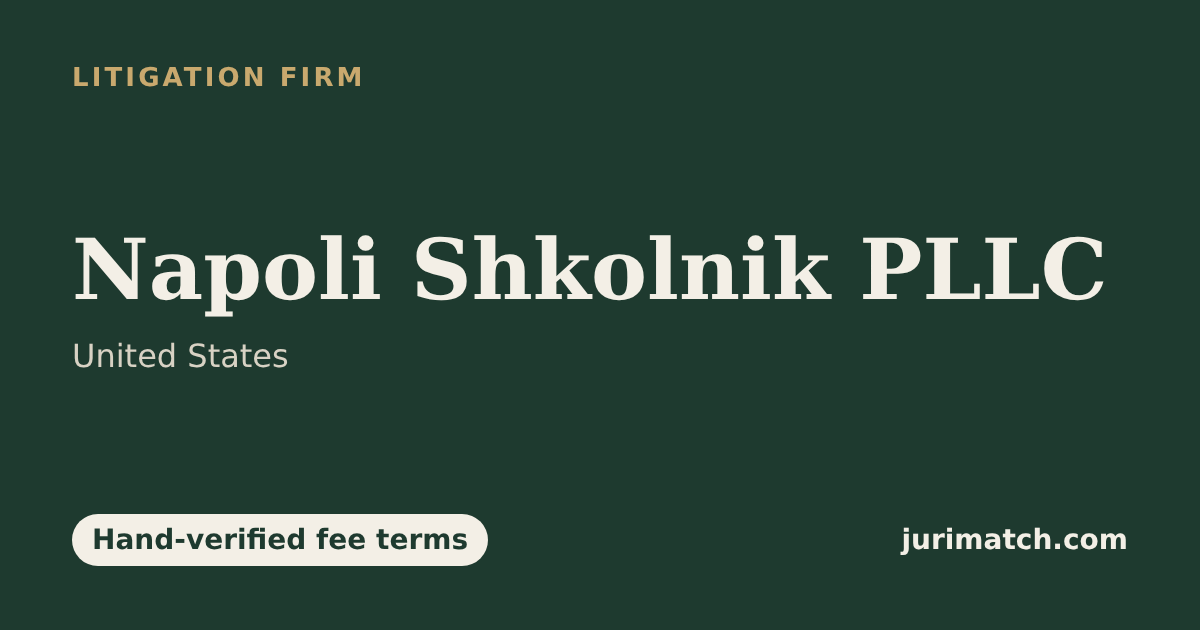 LITIGATION FIRM
Napoli Shkolnik PLLC
United States
Hand-verified fee terms
jurimatch.com